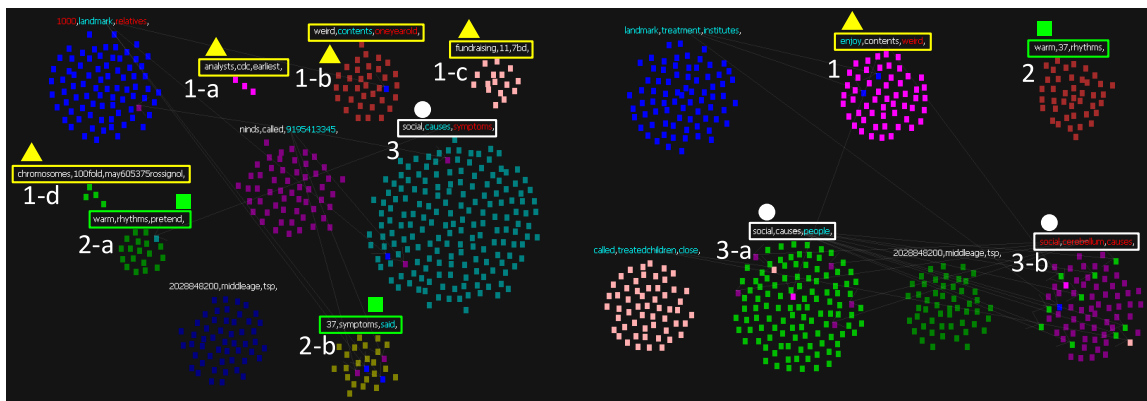 1000,landmark,relatives,
analysts,cdc,earliest,
1-a
weird,contents,oneyearold,
1-b
fundraising,11,7bd,
1-c
ninds,called,9195413345,
social,causes,symptoms,
3
chromosomes,100fold,may605375rossignol,
1-d
warm,rhythms,pretend,
2-a
2028848200,middleage,tsp,
37,symptoms,said,
2-b
landmark,treatment,institutes,
enjoy,contents,weird,
1
warm,37,rhythms,
2
called,treatedchildren,close,
social,causes,people,
3-a
2028848200,middleage,tsp,
social,cerebellum,causes,
3-b